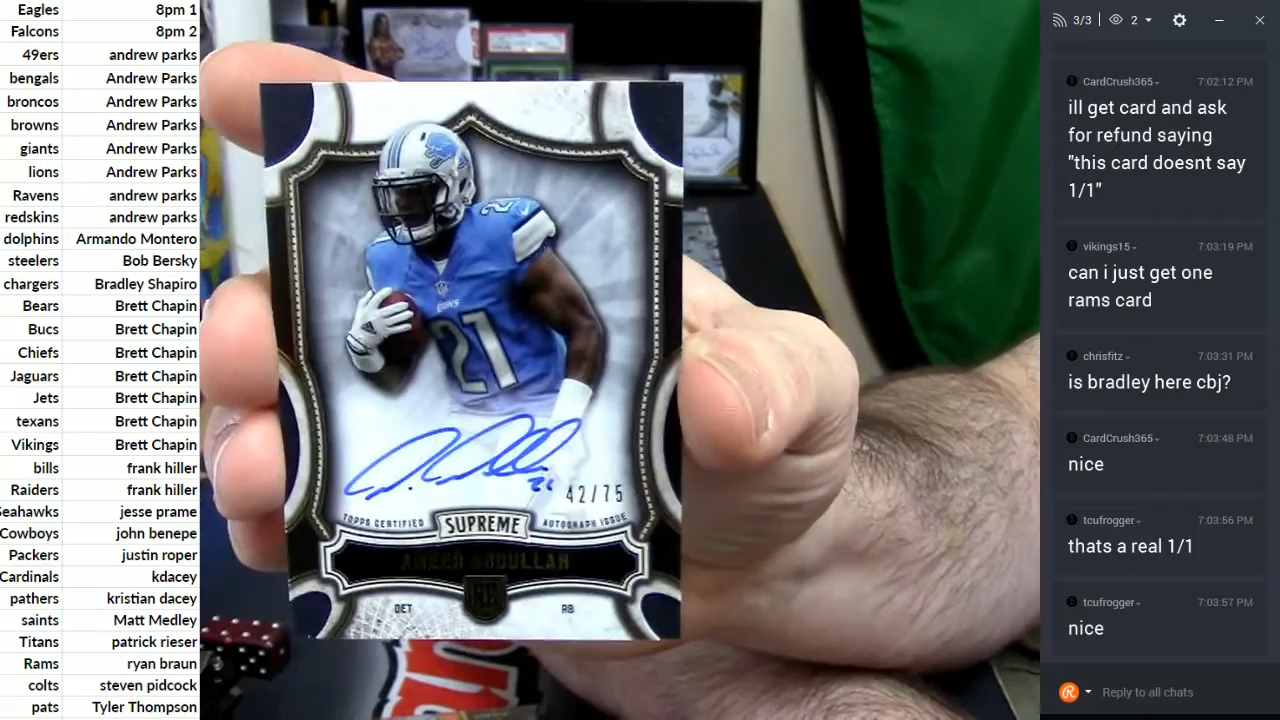 Eagles 8pm 1
Falcons 8pm 2
49ers andrew parks
bengals Andrew Parks
broncos Andrew Parks
browns Andrew Parks
giants Andrew Parks
lions Andrew Parks
Ravens andrew parks
redskins andrew parks
dolphins Armando Montero
steelers Bob Bersky
chargers Bradley Shapiro
Bears Brett Chapin
Bucs Brett Chapin
Chiefs Brett Chapin
Jaguars Brett Chapin
Jets Brett Chapin
texans Brett Chapin
Vikings Brett Chapin
bills frank hiller
Raiders frank hiller
Seahawks jesse prame
Cowboys john benepe
Packers justin roper
Cardinals kdacey
pathers kristian dacey
saints Matt Medley
Titans patrick rieser
Rams ryan braun
colts steven pidcock
pats Tyler Thompson
21
LIONS
21
42/75
TOPPS CERTIFIED SUPREME AUTOGRAPH ISSUE
AMEER ABDULLAH
DET RB
3/3 2
CardCrush365 7:02:12 PM
ill get card and ask
for refund saying
"this card doesnt say
1/1"
vikings15 7:03:19 PM
can i just get one
rams card
chrisfitz 7:03:31 PM
is bradley here cbj?
CardCrush365 7:03:48 PM
nice
tcufrogger 7:03:56 PM
thats a real 1/1
tcufrogger 7:03:57 PM
nice
Reply to all chats